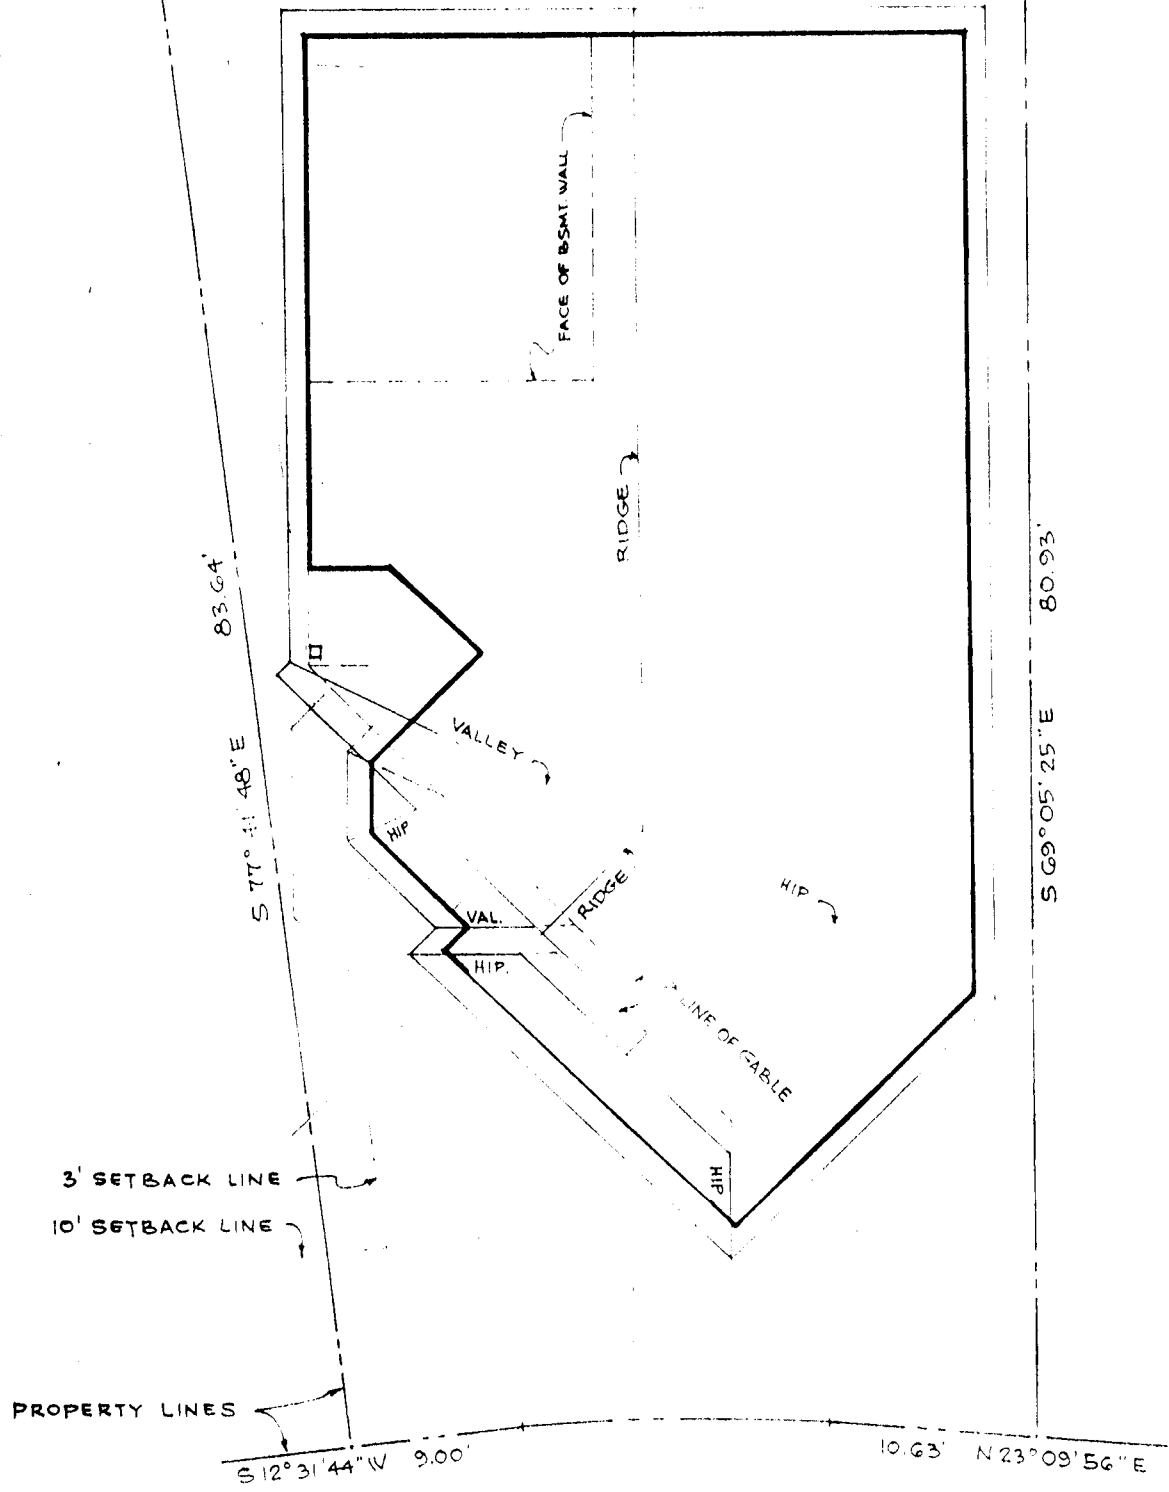 FACE OF BSMT. WALL
RIDGE
83.64'
80.93'
VALLEY
S 77° 41' 48" E
S 69° 05' 25" E
HIP
RIDGE
HIP
VAL.
HIP.
LINE OF GABLE
HIP
3' SETBACK LINE
10' SETBACK LINE
PROPERTY LINES
S 12° 31' 44" W 9.00'
10.63' N 23° 09' 56" E